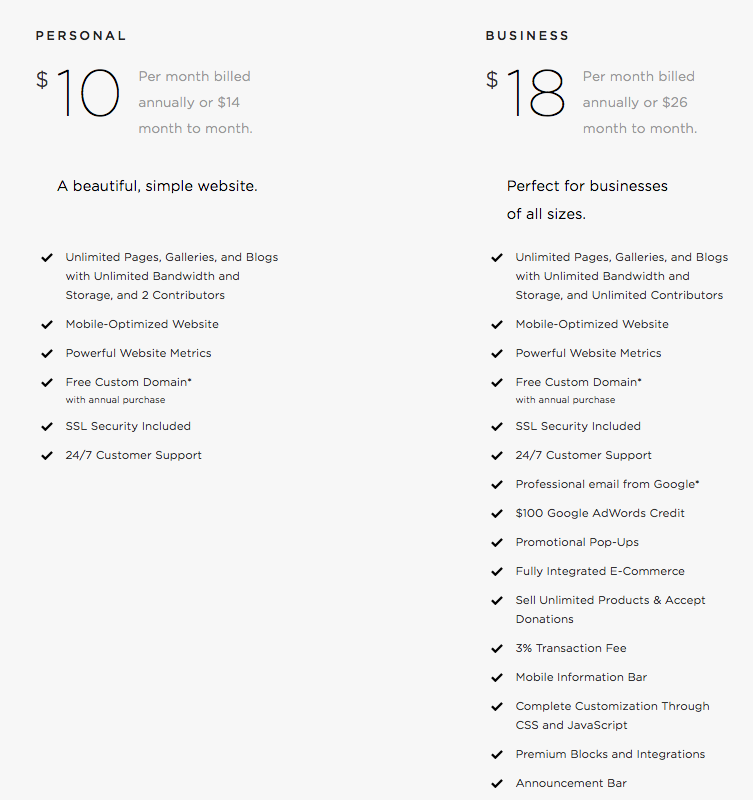 PERSONAL
$10
Per month billed
annually or $14
month to month.
A beautiful, simple website.
Unlimited Pages, Galleries, and Blogs
with Unlimited Bandwidth and
Storage, and 2 Contributors
Mobile-Optimized Website
Powerful Website Metrics
Free Custom Domain*
with annual purchase
SSL Security Included
24/7 Customer Support
BUSINESS
$18
Per month billed
annually or $26
month to month.
Perfect for businesses
of all sizes.
Unlimited Pages, Galleries, and Blogs
with Unlimited Bandwidth and
Storage, and Unlimited Contributors
Mobile-Optimized Website
Powerful Website Metrics
Free Custom Domain*
with annual purchase
SSL Security Included
24/7 Customer Support
Professional email from Google*
$100 Google AdWords Credit
Promotional Pop-Ups
Fully Integrated E-Commerce
Sell Unlimited Products & Accept
Donations
3% Transaction Fee
Mobile Information Bar
Complete Customization Through
CSS and JavaScript
Premium Blocks and Integrations
Announcement Bar